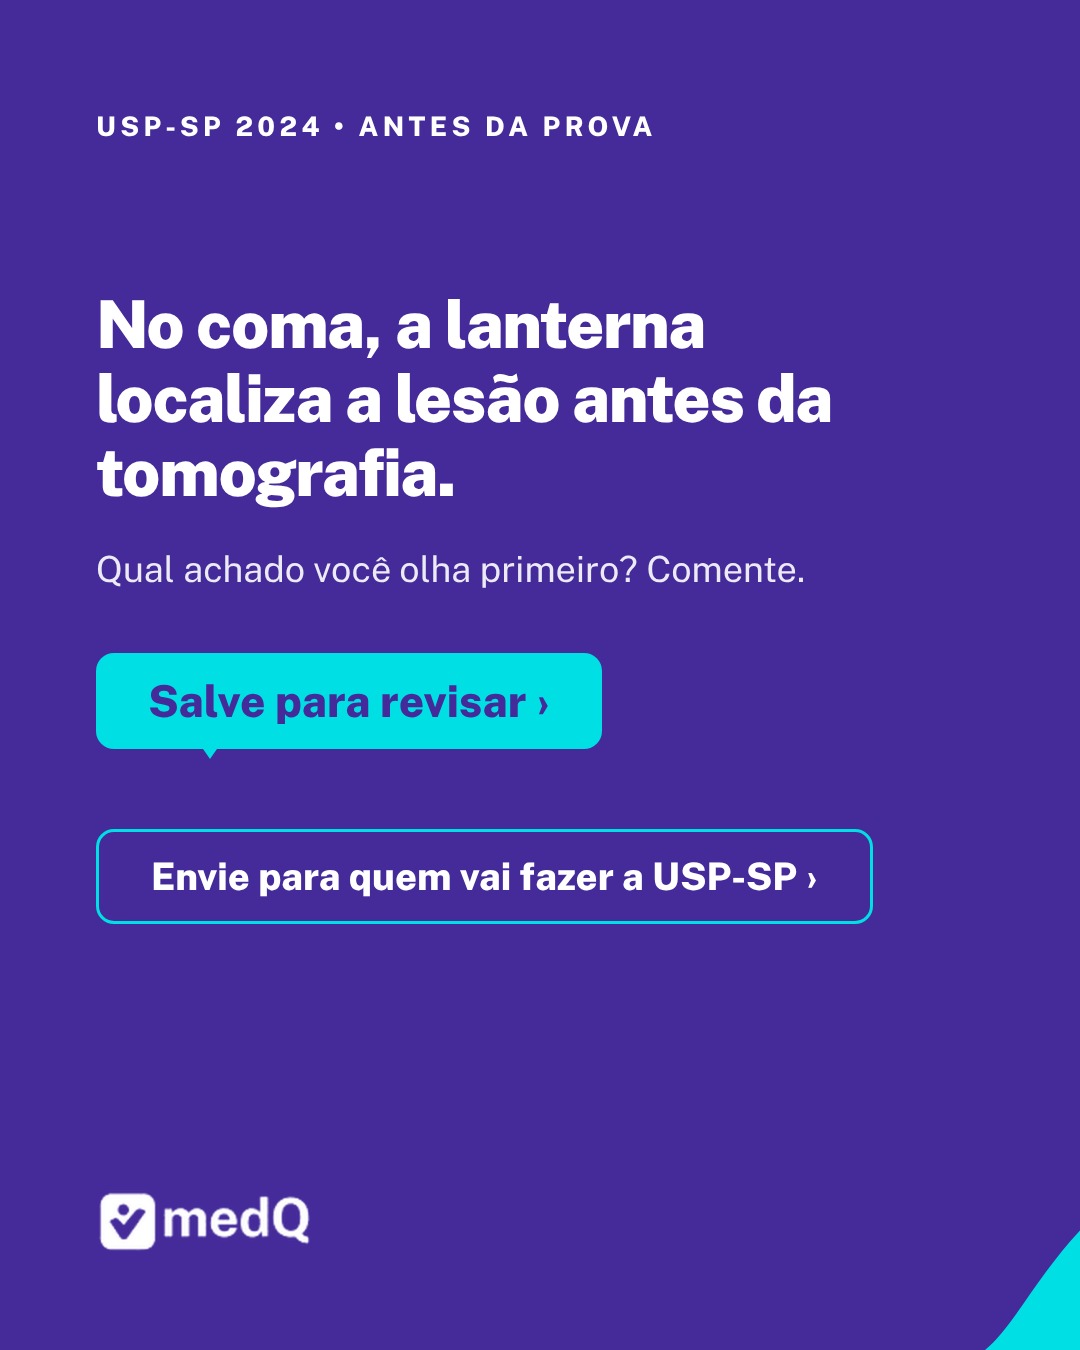 USP-SP 2024 • ANTES DA PROVA
No coma, a lanterna
localiza a lesão antes da
tomografia.
Qual achado você olha primeiro? Comente.
Salve para revisar ›
Envie para quem vai fazer a USP-SP ›
medQ